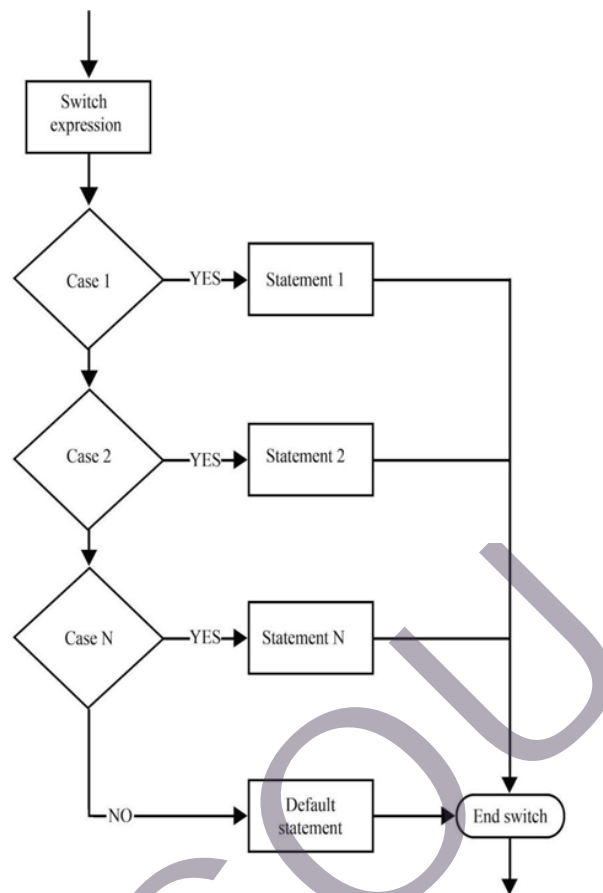 Switch
expression
Case 1
YES
Statement 1
Case 2
YES
Statement 2
Case N
YES
Statement N
NO
Default
statement
End switch